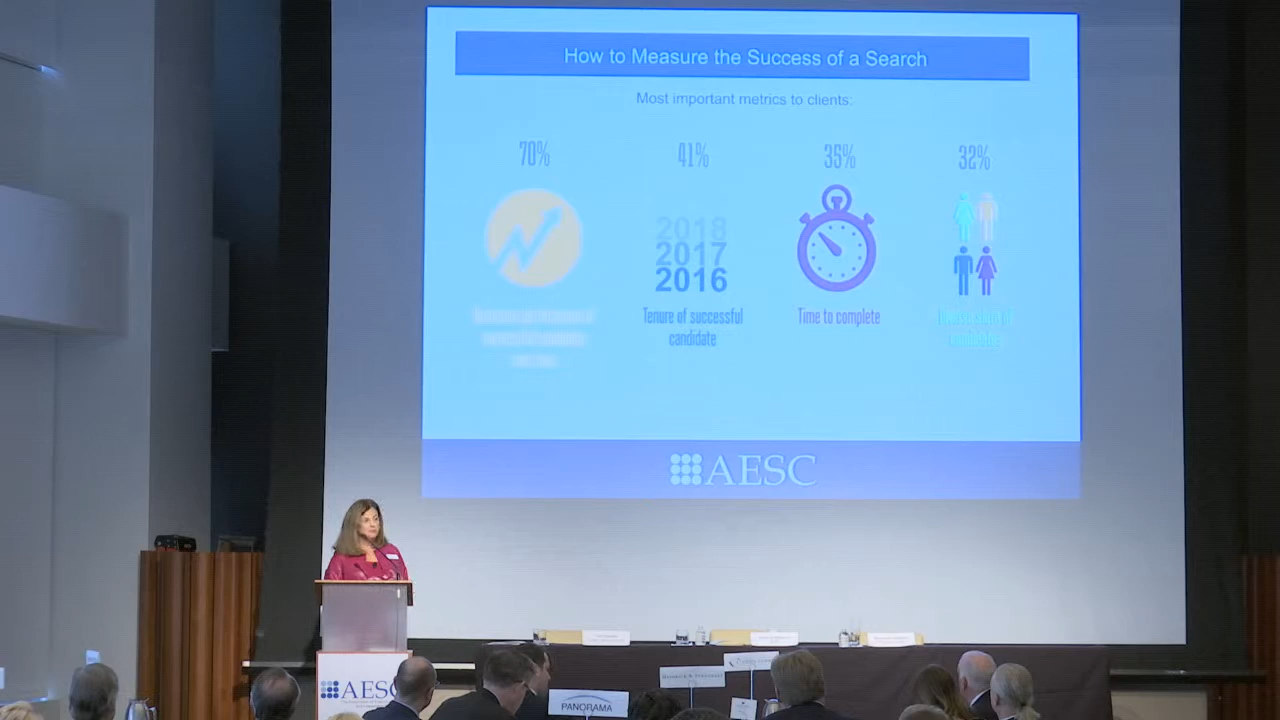 How to Measure the Success of a Search
Most important metrics to clients:
70%
41%
35%
32%
2018
2017
2016
Tenure of successful
candidate
Time to complete
candidates
AESC
AESC
PANORAMA